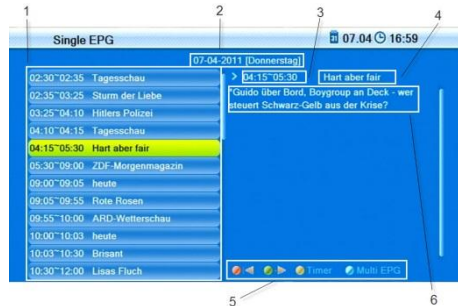 1
2
3
4
Single EPG
31 07.04 16:59
07-04-2011 [Donnerstag]
02:30~02:35 Tagesschau
02:35~03:25 Sturm der Liebe
03:25~04:10 Hitlers Polizei
04:10~04:15 Tagesschau
04:15~05:30 Hart aber fair
05:30~09:00 ZDF-Morgenmagazin
09:00~09:05 heute
09:05~09:55 Rote Rosen
09:55~10:00 ARD-Wetterschau
10:00~10:03 heute
10:03~10:30 Brisant
10:30~12:00 Lisas Fluch
> 04:15~05:30 Hart aber fair
"Guido über Bord, Boygroup an Deck - wer
steuert Schwarz-Gelb aus der Krise?
Timer Multi EPG
5
6